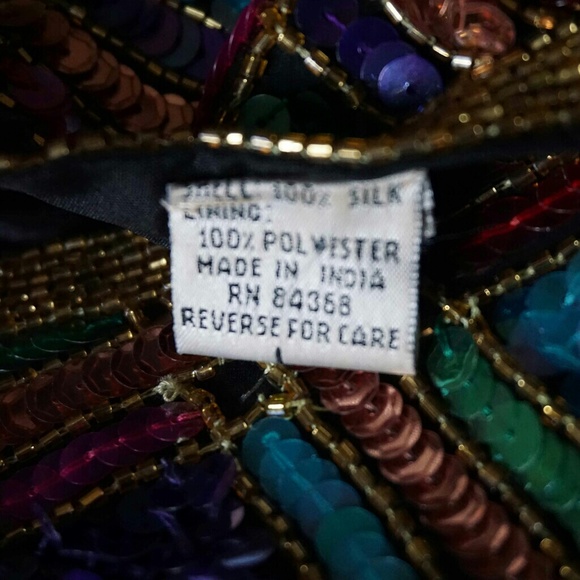 SHELL: 100% SILK
LINING:
100% POLYESTER
MADE IN INDIA
RN 84368
REVERSE FOR CARE